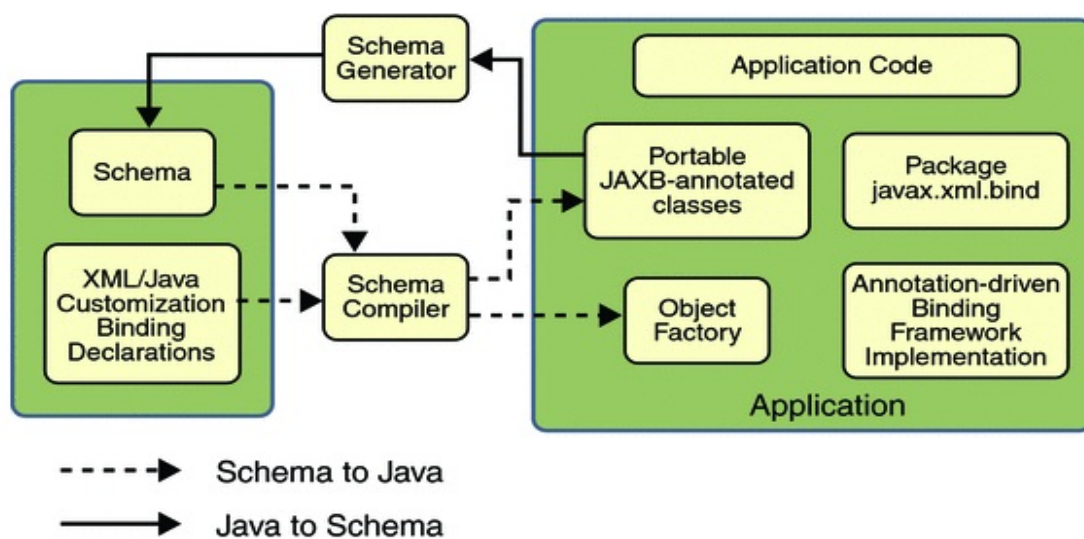 Schema
Generator
Application Code
Schema
Portable
JAXB-annotated
classes
Package
javax.xml.bind
XML/Java
Customization
Binding
Declarations
Schema
Compiler
Object
Factory
Annotation-driven
Binding
Framework
Implementation
Application
Schema to Java
Java to Schema